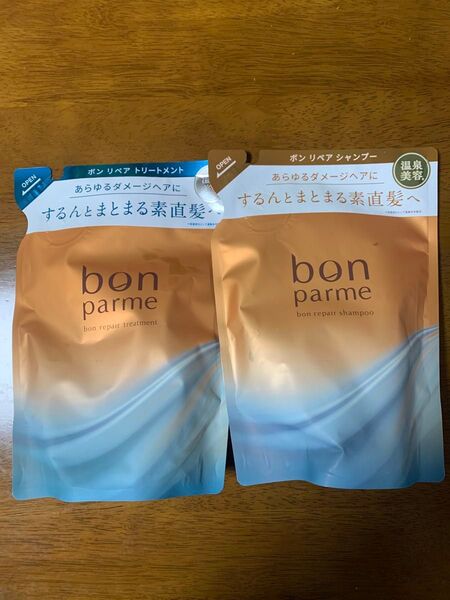 OPEN
ボン リペア トリートメント
あらゆるダメージヘアに
するんとまとまる素直髪へ
bon
parme
bon repair treatment
OPEN
ボン リペア シャンプー
温泉
美容
あらゆるダメージヘアに
するんとまとまる素直髪へ
bon
parme
bon repair shampoo